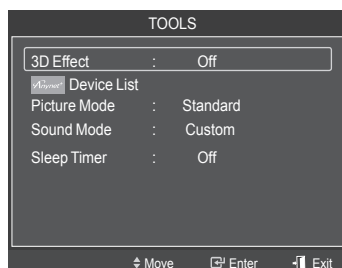 TOOLS
3D Effect : Off
Anynet+ Device List
Picture Mode : Standard
Sound Mode : Custom
Sleep Timer : Off
Move Enter Exit